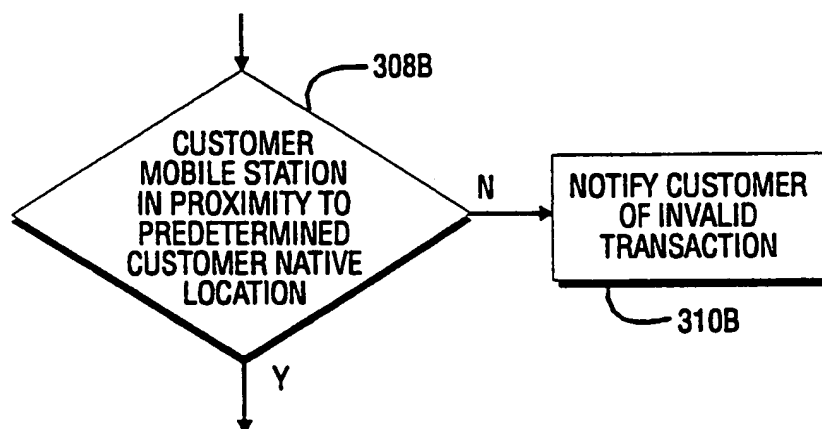 308B
CUSTOMER
MOBILE STATION
IN PROXIMITY TO
PREDETERMINED
CUSTOMER NATIVE
LOCATION
N
NOTIFY CUSTOMER
OF INVALID
TRANSACTION
310B
Y